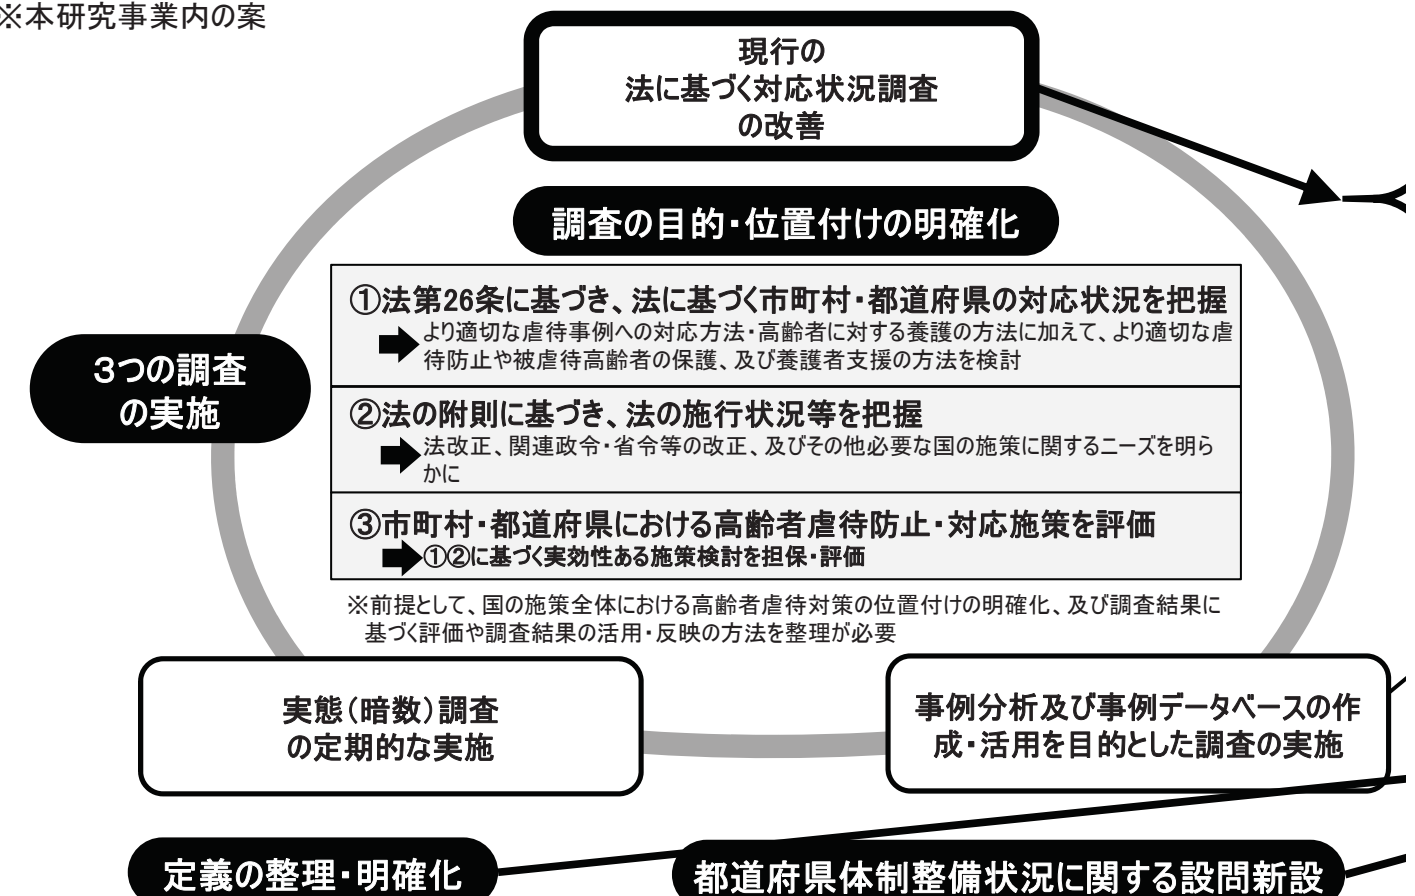 ※本研究事業内の案
現行の
法に基づく対応状況調査
の改善
調査の目的・位置付けの明確化
①法第26条に基づき、法に基づく市町村・都道府県の対応状況を把握
より適切な虐待事例への対応方法・高齢者に対する養護の方法に加えて、より適切な虐
待防止や被虐待高齢者の保護、及び養護者支援の方法を検討
3つの調査
の実施
②法の附則に基づき、法の施行状況等を把握
法改正、関連政令・省令等の改正、及びその他必要な国の施策に関するニーズを明ら
かに
③市町村・都道府県における高齢者虐待防止・対応施策を評価
①②に基づく実効性ある施策検討を担保・評価
※前提として、国の施策全体における高齢者虐待対策の位置付けの明確化、及び調査結果に
基づく評価や調査結果の活用・反映の方法を整理が必要
実態(暗数)調査
の定期的な実施
事例分析及び事例データベースの作
成・活用を目的とした調査の実施
定義の整理・明確化
都道府県体制整備状況に関する設問新設